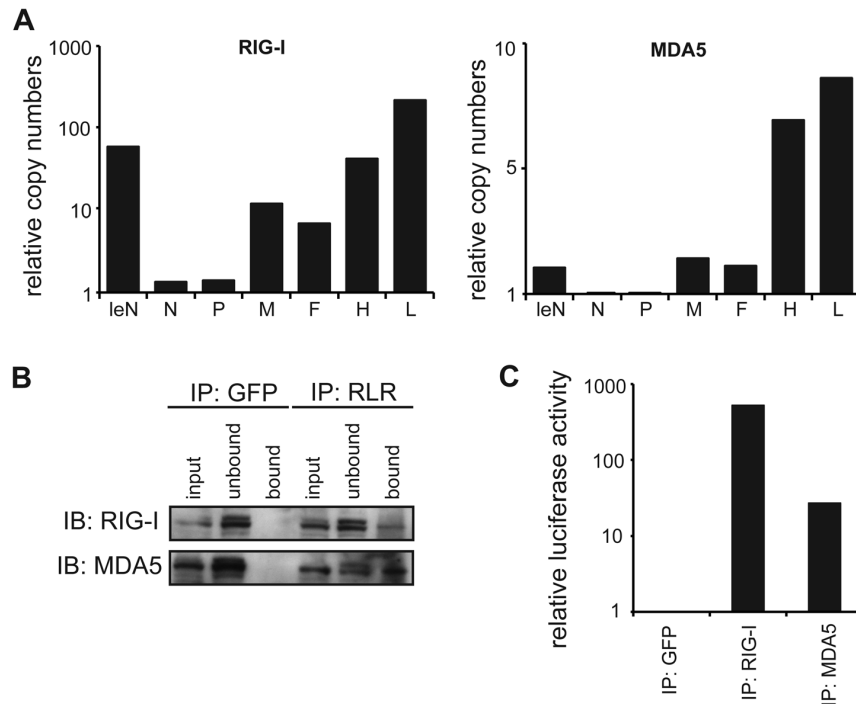 A
RIG-I
relative copy numbers
1000
100
10
1
leN N P M F H L
MDA5
relative copy numbers
10
5
1
leN N P M F H L
B
IP: GFP IP: RLR
input unbound bound input unbound bound
IB: RIG-I
IB: MDA5
C
relative luciferase activity
1000
100
10
1
IP: GFP
IP: RIG-I
IP: MDA5